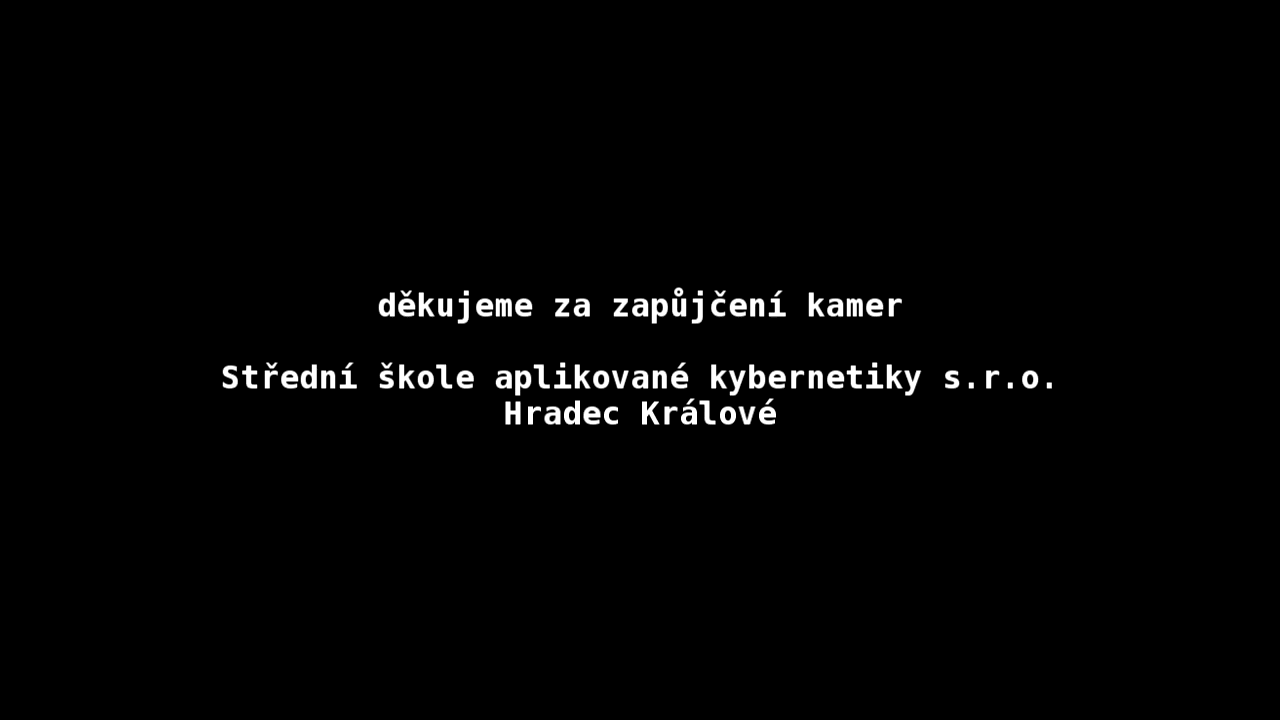 děkujeme za zapůjčení kamer
Střední škole aplikované kybernetiky s.r.o.
Hradec Králové